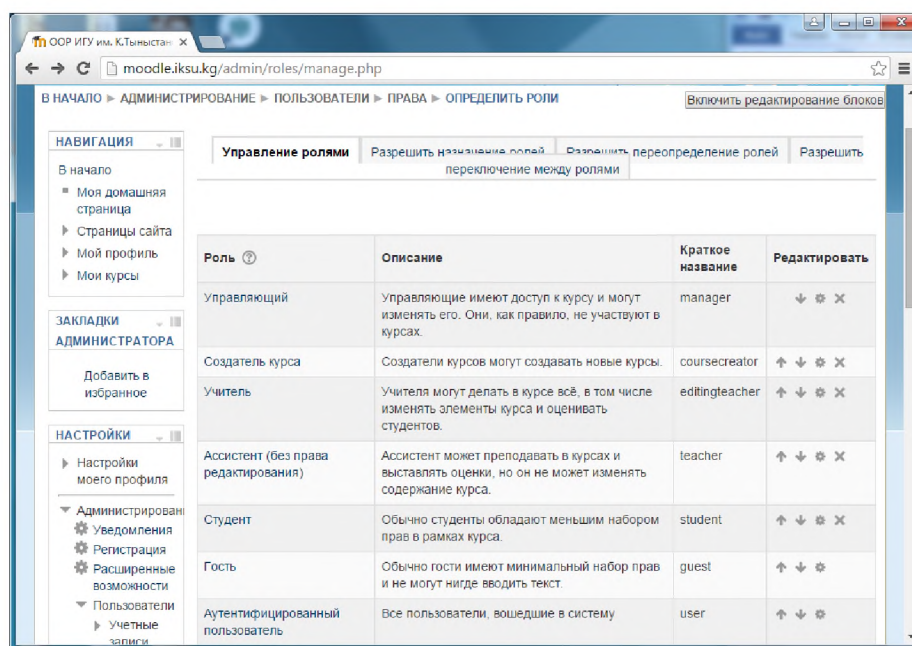 ООР ИГУ им. К.Тыныстан
moodle.iksu.kg/admin/roles/manage.php
В НАЧАЛО ► АДМИНИСТРИРОВАНИЕ ► ПОЛЬЗОВАТЕЛИ ► ПРАВА ► ОПРЕДЕЛИТЬ РОЛИ
Включить редактирование блоков
НАВИГАЦИЯ
В начало
Моя домашняя
страница
Страницы сайта
Мой профиль
Мои курсы
ЗАКЛАДКИ
АДМИНИСТРАТОРА
Добавить в
избранное
НАСТРОЙКИ
Настройки
моего профиля
Администрировани
Уведомления
Регистрация
Расширенные
возможности
Пользователи
Учетные
записи
Управление ролями
Разрешить назначение ролей
Разрешить переопределение ролей
Разрешить
переключение между ролями
Роль
Описание
Краткое
название
Редактировать
Управляющий
Управляющие имеют доступ к курсу и могут
изменять его. Они, как правило, не участвуют в
курсах.
manager
Создатель курса
Создатели курсов могут создавать новые курсы.
coursecreator
Учитель
Учителя могут делать в курсе всё, в том числе
изменять элементы курса и оценивать
студентов.
editingteacher
Ассистент (без права
редактирования)
Ассистент может преподавать в курсах и
выставлять оценки, но он не может изменять
содержание курса.
teacher
Студент
Обычно студенты обладают меньшим набором
прав в рамках курса.
student
Гость
Обычно гости имеют минимальный набор прав
и не могут нигде вводить текст.
guest
Аутентифицированный
пользователь
Все пользователи, вошедшие в систему
user